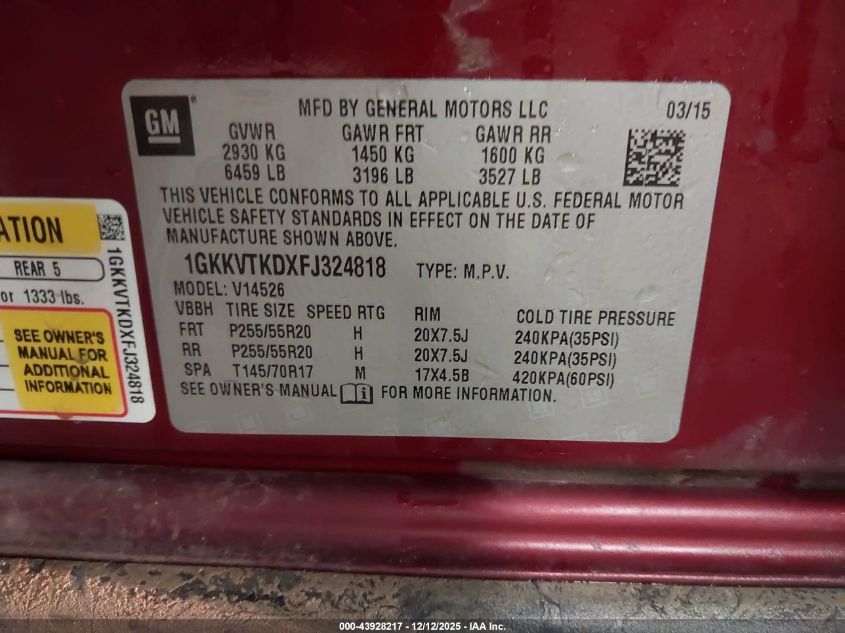 GM
®
MFD BY GENERAL MOTORS LLC 03/15
GVWR GAWR FRT GAWR RR
2930 KG 1450 KG 1600 KG
6459 LB 3196 LB 3527 LB
THIS VEHICLE CONFORMS TO ALL APPLICABLE U.S. FEDERAL MOTOR
VEHICLE SAFETY STANDARDS IN EFFECT ON THE DATE OF
MANUFACTURE SHOWN ABOVE.
1GKKVTKDXFJ324818 TYPE: M.P.V.
MODEL: V14526
VBBH TIRE SIZE SPEED RTG RIM COLD TIRE PRESSURE
FRT P255/55R20 H 20X7.5J 240KPA(35PSI)
RR P255/55R20 H 20X7.5J 240KPA(35PSI)
SPA T145/70R17 M 17X4.5B 420KPA(60PSI)
SEE OWNER'S MANUAL FOR MORE INFORMATION.
REAR 5
1333 lbs.
SEE OWNER'S
MANUAL FOR
ADDITIONAL
INFORMATION
1GKKVTKDXFJ324818
000-43928217 - 12/12/2025 - IAA Inc.